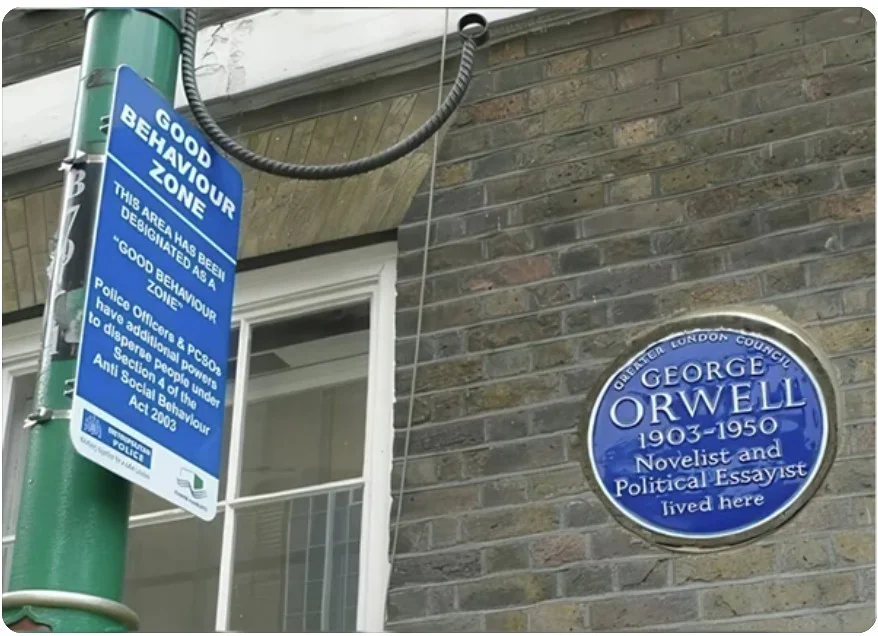 GOOD
BEHAVIOUR
ZONE
THIS AREA HAS BEEN
DESIGNATED AS A
"GOOD BEHAVIOUR
ZONE"
Police Officers & PCSOs
have additional powers
to disperse people under
Section 4 of the
Anti Social Behaviour
Act 2003
METROPOLITAN
POLICE
GREATER LONDON COUNCIL
GEORGE
ORWELL
1903-1950
Novelist and
Political Essayist
lived here